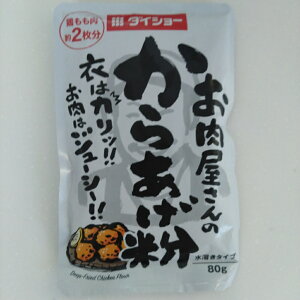 鶏もも肉
約2枚分
ダイショー
お肉屋さんの
からあげ粉
衣はカリッ!!
お肉はジューシー!!
Deep-Fried Chicken Flour
水溶きタイプ
80g